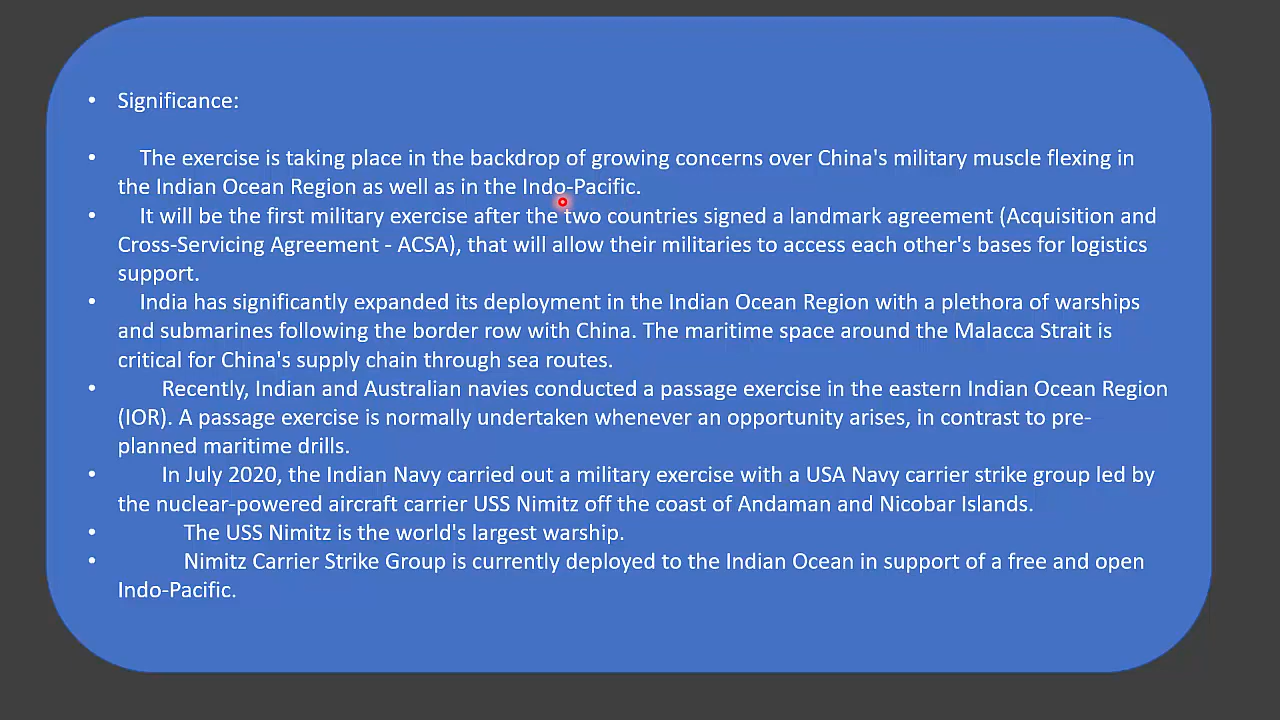 • Significance:
• The exercise is taking place in the backdrop of growing concerns over China's military muscle flexing in
the Indian Ocean Region as well as in the Indo-Pacific.
• It will be the first military exercise after the two countries signed a landmark agreement (Acquisition and
Cross-Servicing Agreement - ACSA), that will allow their militaries to access each other's bases for logistics
support.
• India has significantly expanded its deployment in the Indian Ocean Region with a plethora of warships
and submarines following the border row with China. The maritime space around the Malacca Strait is
critical for China's supply chain through sea routes.
• Recently, Indian and Australian navies conducted a passage exercise in the eastern Indian Ocean Region
(IOR). A passage exercise is normally undertaken whenever an opportunity arises, in contrast to pre-
planned maritime drills.
• In July 2020, the Indian Navy carried out a military exercise with a USA Navy carrier strike group led by
the nuclear-powered aircraft carrier USS Nimitz off the coast of Andaman and Nicobar Islands.
• The USS Nimitz is the world's largest warship.
• Nimitz Carrier Strike Group is currently deployed to the Indian Ocean in support of a free and open
Indo-Pacific.